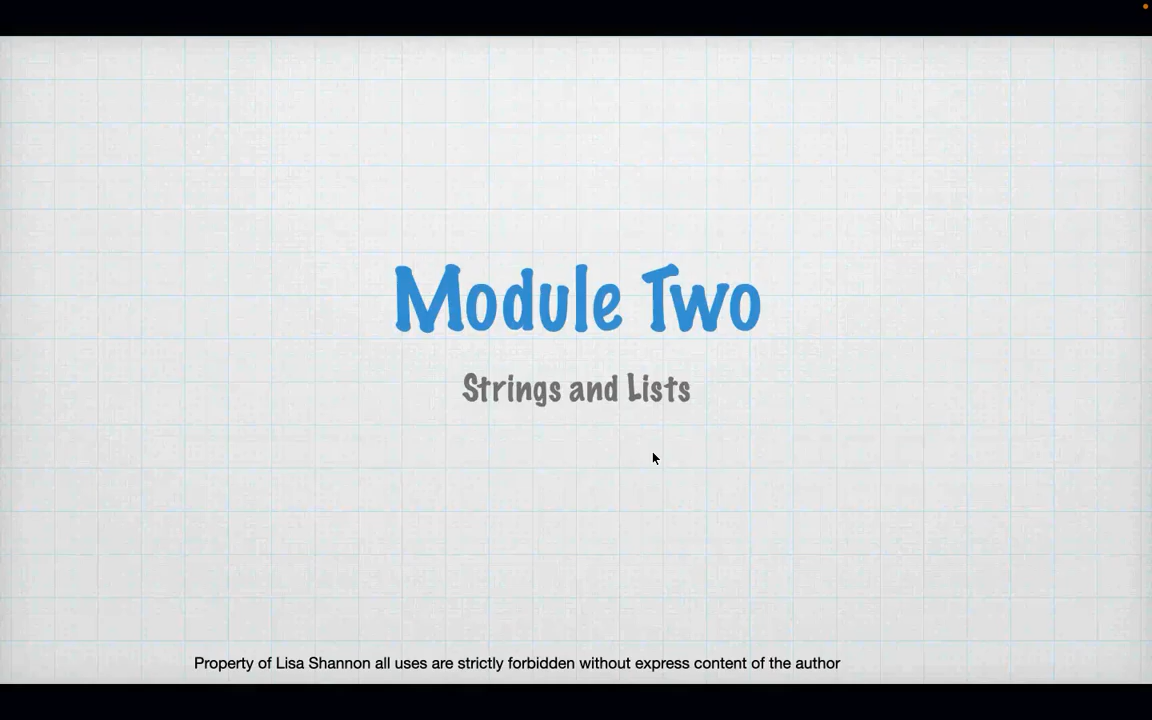 Module Two
Strings and Lists
Property of Lisa Shannon all uses are strictly forbidden without express content of the author